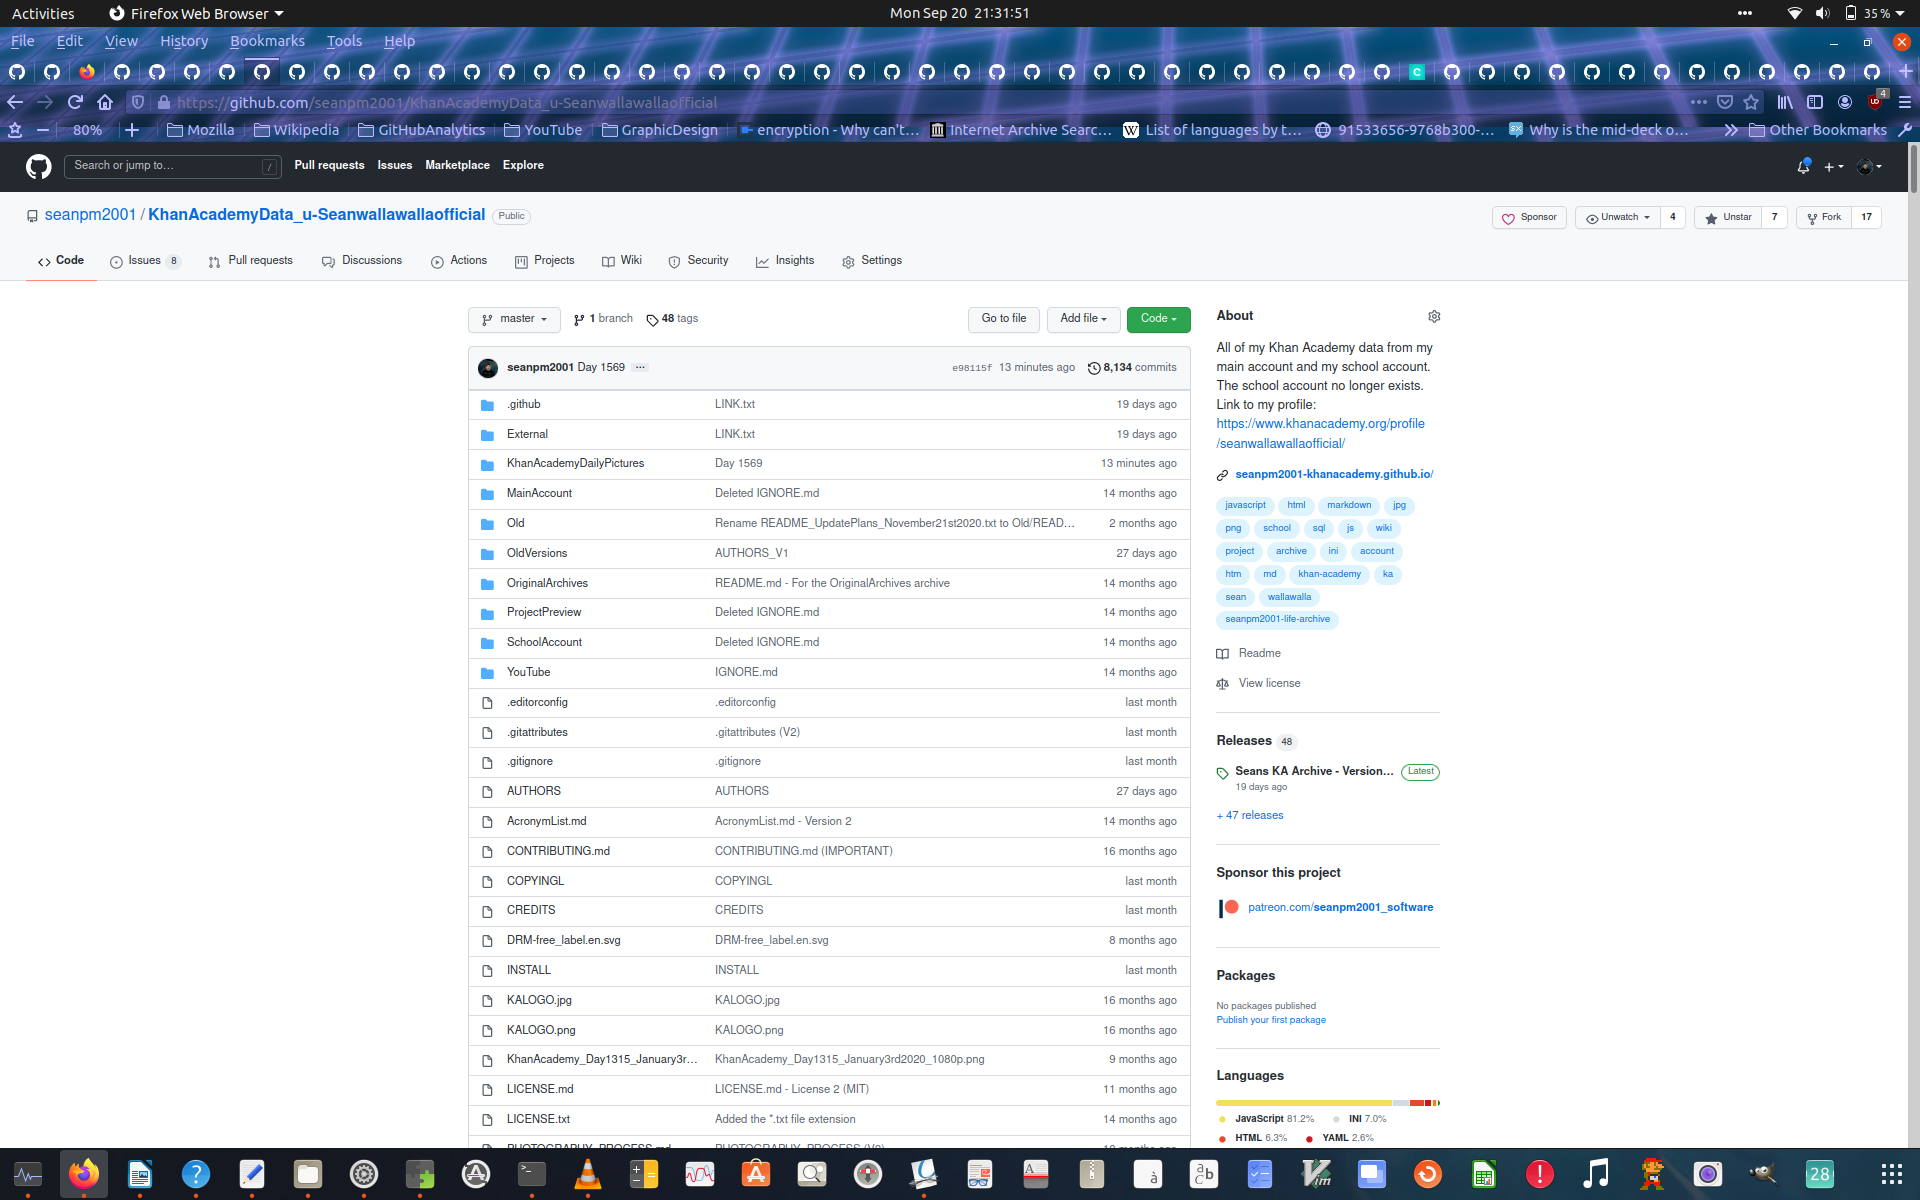 Activities Firefox Web Browser Mon Sep 20 21:31:51 35 %
File Edit View History Bookmarks Tools Help
https://github.com/seanpm2001/KhanAcademyData_u-Seanwallawallaofficial 4
80% Mozilla Wikipedia GitHubAnalytics YouTube GraphicDesign encryption - Why can't… Internet Archive Searc… List of languages by t… 91533656-9768b300-… Why is the mid-deck o… Other Bookmarks
Search or jump to… / Pull requests Issues Marketplace Explore
seanpm2001 / KhanAcademyData_u-Seanwallawallaofficial Public Sponsor Unwatch 4 Unstar 7 Fork 17
Code Issues 8 Pull requests Discussions Actions Projects Wiki Security Insights Settings
master 1 branch 48 tags Go to file Add file Code
seanpm2001 Day 1569 ··· e98115f 13 minutes ago 8,134 commits
.github LINK.txt 19 days ago
External LINK.txt 19 days ago
KhanAcademyDailyPictures Day 1569 13 minutes ago
MainAccount Deleted IGNORE.md 14 months ago
Old Rename README_UpdatePlans_November21st2020.txt to Old/READ… 2 months ago
OldVersions AUTHORS_V1 27 days ago
OriginalArchives README.md - For the OriginalArchives archive 14 months ago
ProjectPreview Deleted IGNORE.md 14 months ago
SchoolAccount Deleted IGNORE.md 14 months ago
YouTube IGNORE.md 14 months ago
.editorconfig .editorconfig last month
.gitattributes .gitattributes (V2) last month
.gitignore .gitignore last month
AUTHORS AUTHORS 27 days ago
AcronymList.md AcronymList.md - Version 2 14 months ago
CONTRIBUTING.md CONTRIBUTING.md (IMPORTANT) 16 months ago
COPYINGL COPYINGL last month
CREDITS CREDITS last month
DRM-free_label.en.svg DRM-free_label.en.svg 8 months ago
INSTALL INSTALL last month
KALOGO.jpg KALOGO.jpg 16 months ago
KALOGO.png KALOGO.png 16 months ago
KhanAcademy_Day1315_January3r… KhanAcademy_Day1315_January3rd2020_1080p.png 9 months ago
LICENSE.md LICENSE.md - License 2 (MIT) 11 months ago
LICENSE.txt Added the *.txt file extension 14 months ago
About
All of my Khan Academy data from my
main account and my school account.
The school account no longer exists.
Link to my profile:
https://www.khanacademy.org/profile
/seanwallawallaofficial/
seanpm2001-khanacademy.github.io/
javascript html markdown jpg
png school sql js wiki
project archive ini account
htm md khan-academy ka
sean wallawalla
seanpm2001-life-archive
Readme
View license
Releases 48
Seans KA Archive - Version… Latest
19 days ago
+ 47 releases
Sponsor this project
patreon.com/seanpm2001_software
Packages
No packages published
Publish your first package
Languages
JavaScript 81.2% INI 7.0%
HTML 6.3% YAML 2.6%
28